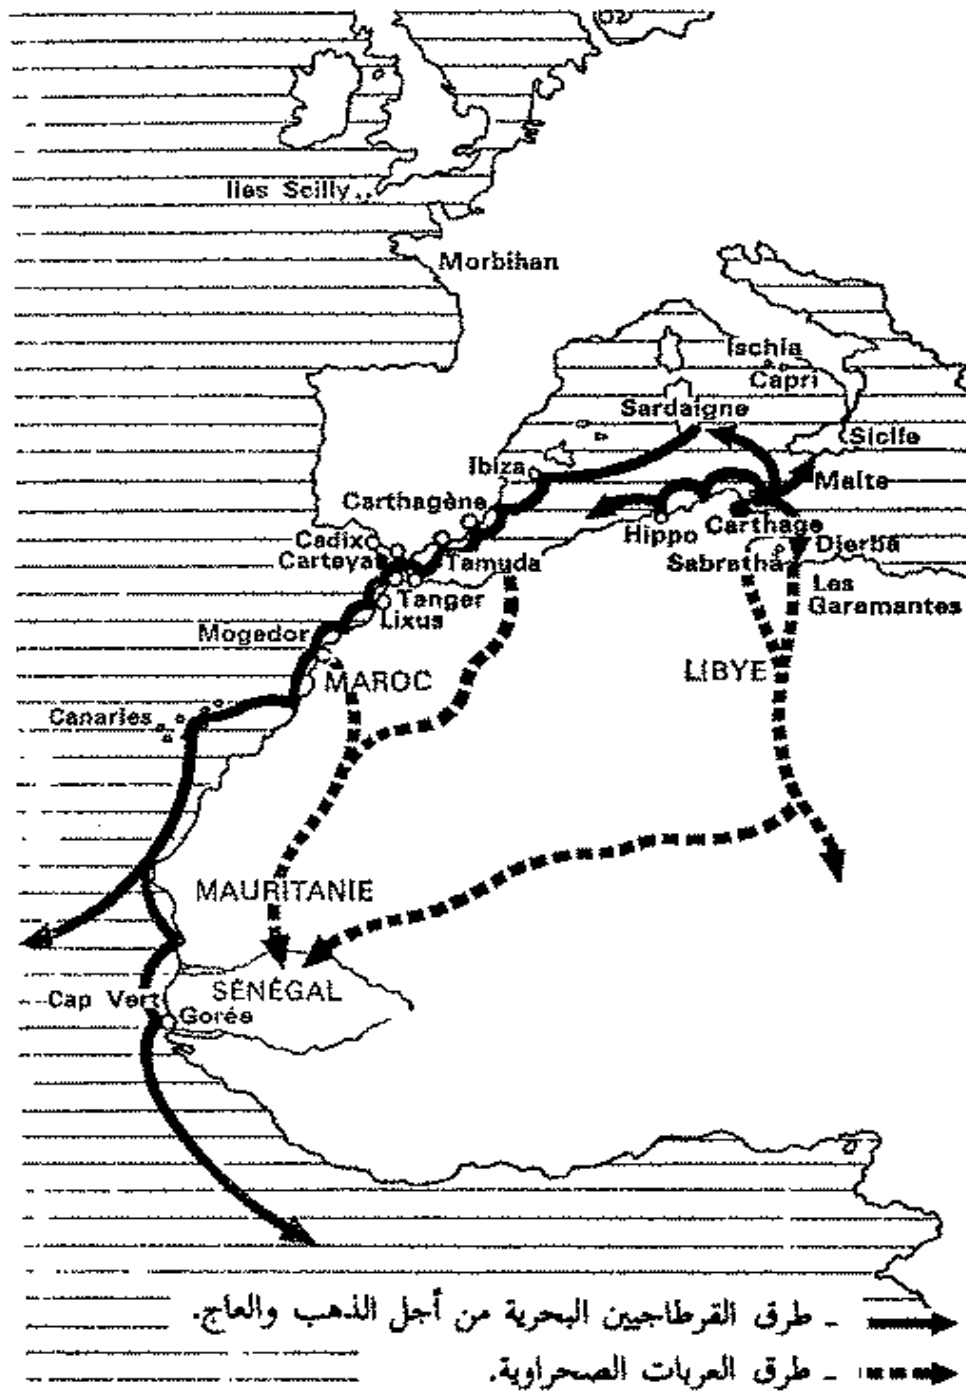 Iles Scilly
Morbihan
Ischia
Capri
Sardaigne
Sicile
Ibiza
Malte
Carthagène
Hippo
Carthage
Cadix
Djerba
Carteya
Tamuda
Sabratha
Tanger
Les
Garamantes
Lixus
Mogedor
LIBYE
MAROC
Canaries
MAURITANIE
SÉNÉGAL
Cap Vert
Gorée
ـ طرق القرطاجيين البحرية من أجل الذهب والعاج.
ـ طرق العربات الصحراوية.